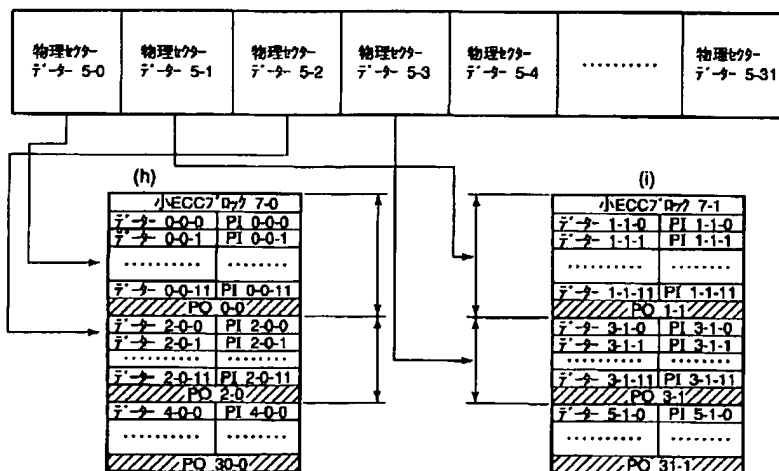 物理セクター
データー 5-0
物理セクター
データー 5-1
物理セクター
データー 5-2
物理セクター
データー 5-3
物理セクター
データー 5-4
··········
物理セクター
データー 5-31
(h)
小ECCブロック 7-0
データー 0-0-0 PI 0-0-0
データー 0-0-1 PI 0-0-1
·········· ········
データー 0-0-11 PI 0-0-11
PO 0-0
データー 2-0-0 PI 2-0-0
データー 2-0-1 PI 2-0-1
·········· ········
データー 2-0-11 PI 2-0-11
PO 2-0
データー 4-0-0 PI 4-0-0
·········· ········
PO 30-0
(i)
小ECCブロック 7-1
データー 1-1-0 PI 1-1-0
データー 1-1-1 PI 1-1-1
·········· ········
データー 1-1-11 PI 1-1-11
PO 1-1
データー 3-1-0 PI 3-1-0
データー 3-1-1 PI 3-1-1
·········· ········
データー 3-1-11 PI 3-1-11
PO 3-1
データー 5-1-0 PI 5-1-0
·········· ········
PO 31-1